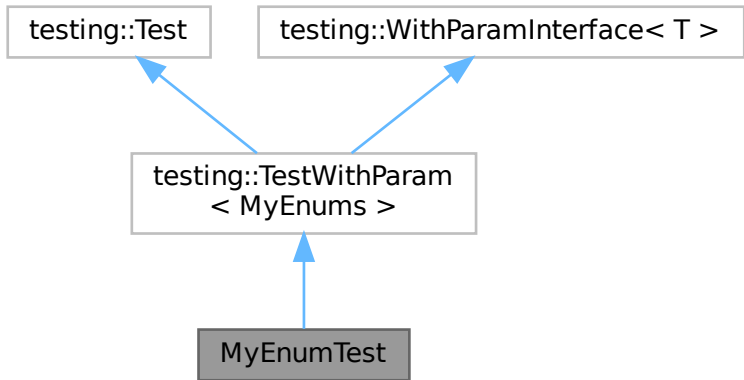 testing::Test
testing::WithParamInterface< T >
testing::TestWithParam
< MyEnums >
MyEnumTest